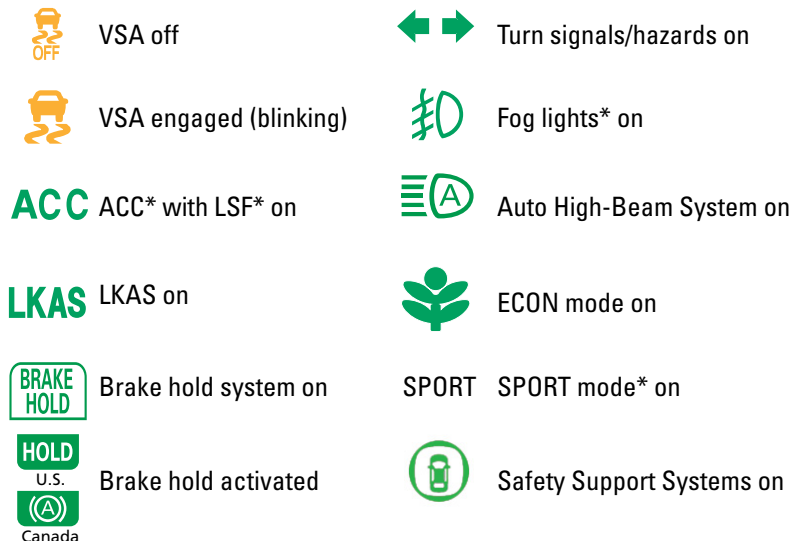 OFF VSA off
VSA engaged (blinking)
ACC ACC* with LSF* on
LKAS LKAS on
BRAKE
HOLD
Brake hold system on
HOLD
U.S.
(A)
Canada
Brake hold activated
Turn signals/hazards on
Fog lights* on
A Auto High-Beam System on
ECON mode on
SPORT SPORT mode* on
Safety Support Systems on